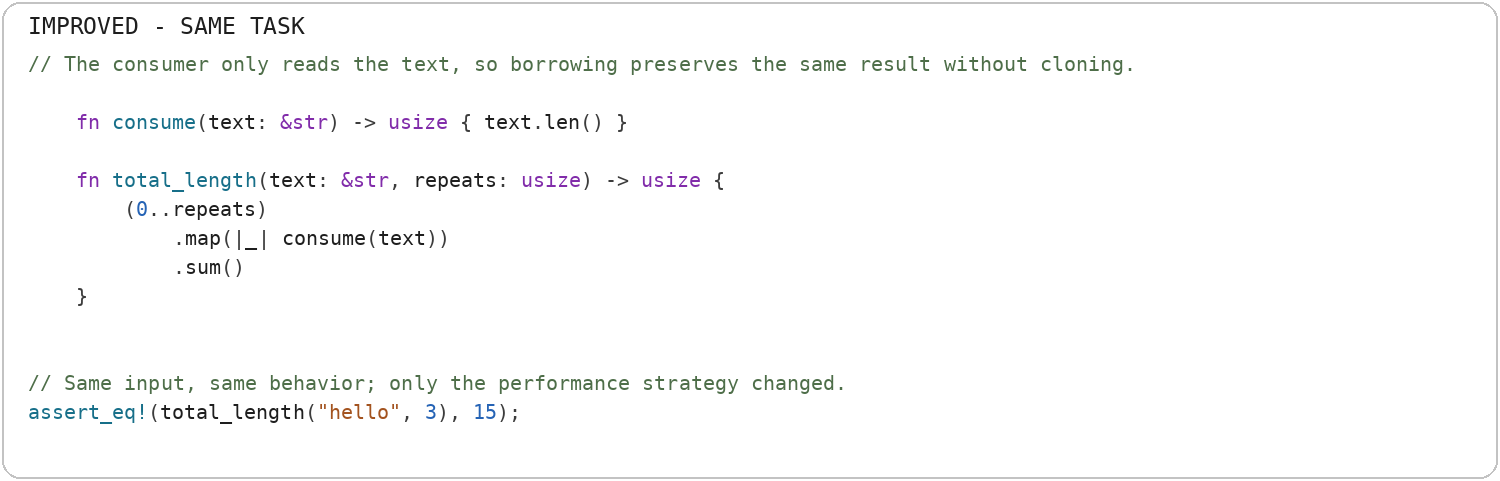 IMPROVED - SAME TASK
// The consumer only reads the text, so borrowing preserves the same result without cloning.
fn consume(text: &str) -> usize { text.len() }
fn total_length(text: &str, repeats: usize) -> usize {
(0..repeats)
.map(|_| consume(text))
.sum()
}
// Same input, same behavior; only the performance strategy changed.
assert_eq!(total_length("hello", 3), 15);